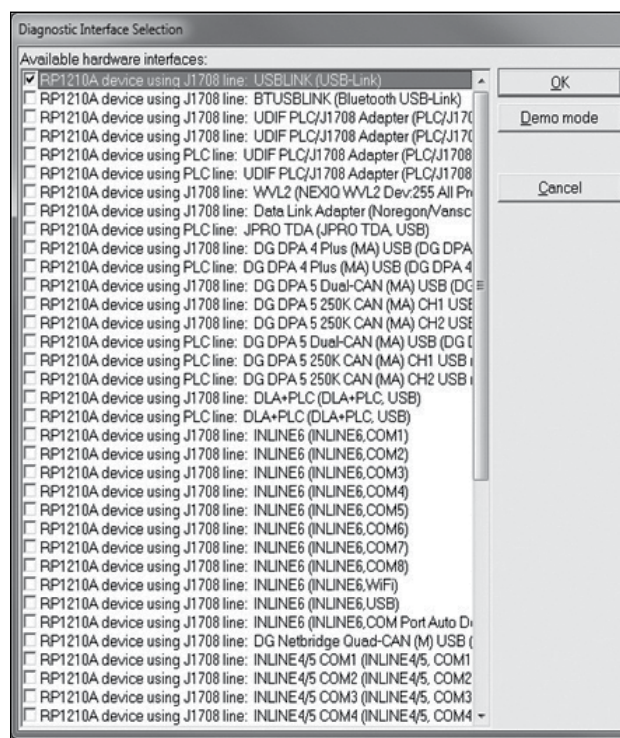 Diagnostic Interface Selection
Available hardware interfaces:
RP1210A device using J1708 line: USBLINK (USB-Link)
RP1210A device using J1708 line: BTUSBLINK (Bluetooth USB-Link)
RP1210A device using J1708 line: UDIF PLC/J1708 Adapter (PLC/J170
RP1210A device using J1708 line: UDIF PLC/J1708 Adapter (PLC/J170
RP1210A device using PLC line: UDIF PLC/J1708 Adapter (PLC/J1708
RP1210A device using PLC line: UDIF PLC/J1708 Adapter (PLC/J1708
RP1210A device using J1708 line: WVL2 (NEXIQ WVL2 Dev:255 All Pr
RP1210A device using J1708 line: Data Link Adapter (Noregon/Vansc
RP1210A device using PLC line: JPRO TDA (JPRO TDA, USB)
RP1210A device using J1708 line: DG DPA 4 Plus (MA) USB (DG DPA
RP1210A device using PLC line: DG DPA 4 Plus (MA) USB (DG DPA 4
RP1210A device using J1708 line: DG DPA 5 Dual-CAN (MA) USB (DG
RP1210A device using J1708 line: DG DPA 5 250K CAN (MA) CH1 USB
RP1210A device using J1708 line: DG DPA 5 250K CAN (MA) CH2 USB
RP1210A device using PLC line: DG DPA 5 Dual-CAN (MA) USB (DG D
RP1210A device using PLC line: DG DPA 5 250K CAN (MA) CH1 USB
RP1210A device using PLC line: DG DPA 5 250K CAN (MA) CH2 USB
RP1210A device using J1708 line: DLA+PLC (DLA+PLC, USB)
RP1210A device using PLC line: DLA+PLC (DLA+PLC, USB)
RP1210A device using J1708 line: INLINE6 (INLINE6,COM1)
RP1210A device using J1708 line: INLINE6 (INLINE6,COM2)
RP1210A device using J1708 line: INLINE6 (INLINE6,COM3)
RP1210A device using J1708 line: INLINE6 (INLINE6,COM4)
RP1210A device using J1708 line: INLINE6 (INLINE6,COM5)
RP1210A device using J1708 line: INLINE6 (INLINE6,COM6)
RP1210A device using J1708 line: INLINE6 (INLINE6,COM7)
RP1210A device using J1708 line: INLINE6 (INLINE6,COM8)
RP1210A device using J1708 line: INLINE6 (INLINE6,WiFi)
RP1210A device using J1708 line: INLINE6 (INLINE6,USB)
RP1210A device using J1708 line: INLINE6 (INLINE6,COM Port Auto D
RP1210A device using J1708 line: DG Netbridge Quad-CAN (M) USB (
RP1210A device using J1708 line: INLINE4/5 COM1 (INLINE4/5, COM1
RP1210A device using J1708 line: INLINE4/5 COM2 (INLINE4/5, COM2
RP1210A device using J1708 line: INLINE4/5 COM3 (INLINE4/5, COM3
RP1210A device using J1708 line: INLINE4/5 COM4 (INLINE4/5, COM4
OK
Demo mode
Cancel